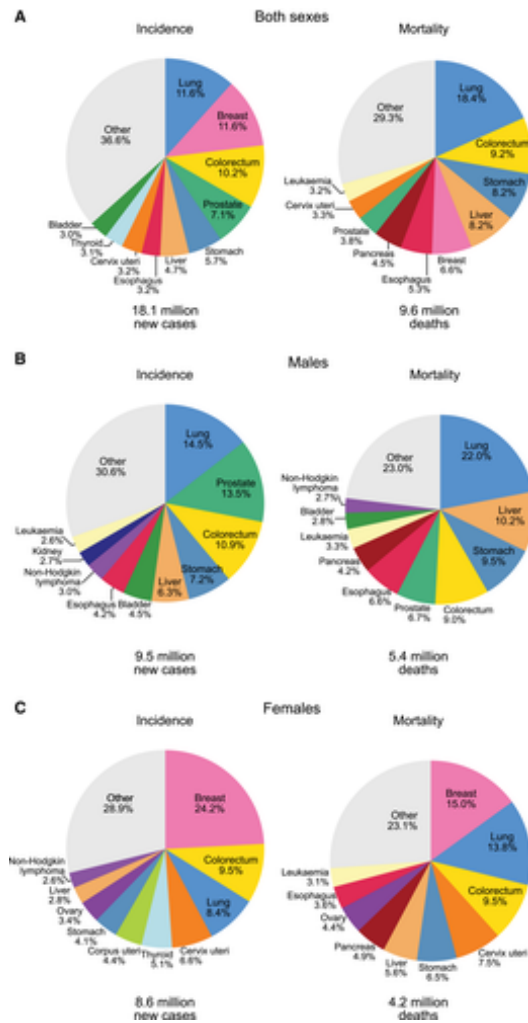 A
Both sexes
Incidence
Mortality
Lung
11.6%
Breast
11.6%
Colorectum
10.2%
Prostate
7.1%
Stomach
5.7%
Liver
4.7%
Esophagus
3.2%
Cervix uteri
3.2%
Thyroid
3.1%
Bladder
3.0%
Other
36.6%
18.1 million
new cases
Lung
18.4%
Colorectum
9.2%
Stomach
8.2%
Liver
8.2%
Breast
6.6%
Esophagus
5.3%
Pancreas
4.5%
Prostate
3.8%
Cervix uteri
3.3%
Leukaemia
3.2%
Other
29.3%
9.6 million
deaths
B
Males
Incidence
Mortality
Lung
14.5%
Prostate
13.5%
Colorectum
10.9%
Stomach
7.2%
Liver
6.3%
Bladder
4.5%
Esophagus
4.2%
Non-Hodgkin
lymphoma
3.0%
Kidney
2.7%
Leukaemia
2.6%
Other
30.6%
9.5 million
new cases
Lung
22.0%
Liver
10.2%
Stomach
9.5%
Colorectum
9.0%
Prostate
6.7%
Esophagus
6.6%
Pancreas
4.2%
Leukaemia
3.3%
Bladder
2.8%
Non-Hodgkin
lymphoma
2.7%
Other
23.0%
5.4 million
deaths
C
Females
Incidence
Mortality
Breast
24.2%
Colorectum
9.5%
Lung
8.4%
Cervix uteri
6.6%
Thyroid
5.1%
Corpus uteri
4.4%
Stomach
4.1%
Ovary
3.4%
Liver
2.8%
Non-Hodgkin
lymphoma
2.6%
Other
28.9%
8.6 million
new cases
Breast
15.0%
Lung
13.8%
Colorectum
9.5%
Cervix uteri
7.5%
Stomach
6.5%
Liver
5.6%
Pancreas
4.9%
Ovary
4.4%
Esophagus
3.8%
Leukaemia
3.1%
Other
23.1%
4.2 million
deaths